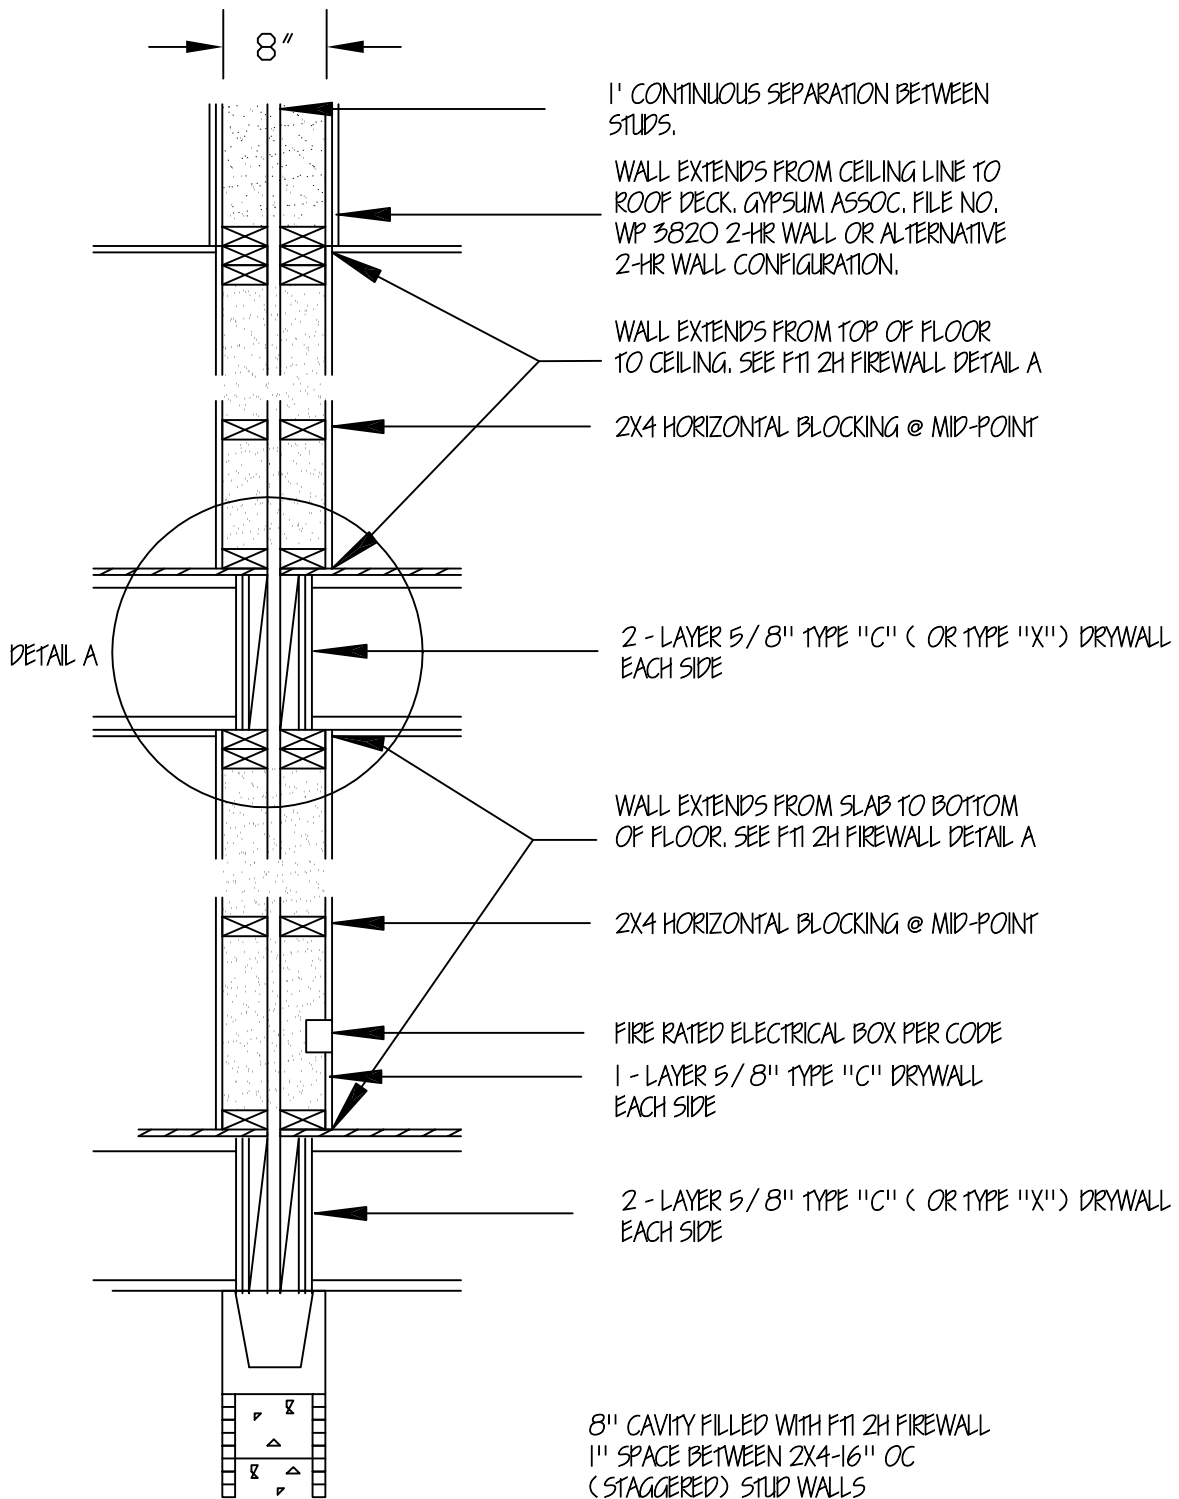 8"
1' CONTINUOUS SEPARATION BETWEEN
STUDS.
WALL EXTENDS FROM CEILING LINE TO
ROOF DECK. GYPSUM ASSOC. FILE NO.
WP 3820 2-HR WALL OR ALTERNATIVE
2-HR WALL CONFIGURATION.
WALL EXTENDS FROM TOP OF FLOOR
TO CEILING. SEE FTI 2H FIREWALL DETAIL A
2X4 HORIZONTAL BLOCKING @ MID-POINT
DETAIL A
2 - LAYER 5/8" TYPE "C" ( OR TYPE "X") DRYWALL
EACH SIDE
WALL EXTENDS FROM SLAB TO BOTTOM
OF FLOOR. SEE FTI 2H FIREWALL DETAIL A
2X4 HORIZONTAL BLOCKING @ MID-POINT
FIRE RATED ELECTRICAL BOX PER CODE
1 - LAYER 5/8" TYPE "C" DRYWALL
EACH SIDE
2 - LAYER 5/8" TYPE "C" ( OR TYPE "X") DRYWALL
EACH SIDE
8" CAVITY FILLED WITH FTI 2H FIREWALL
1" SPACE BETWEEN 2X4-16" OC
(STAGGERED) STUD WALLS